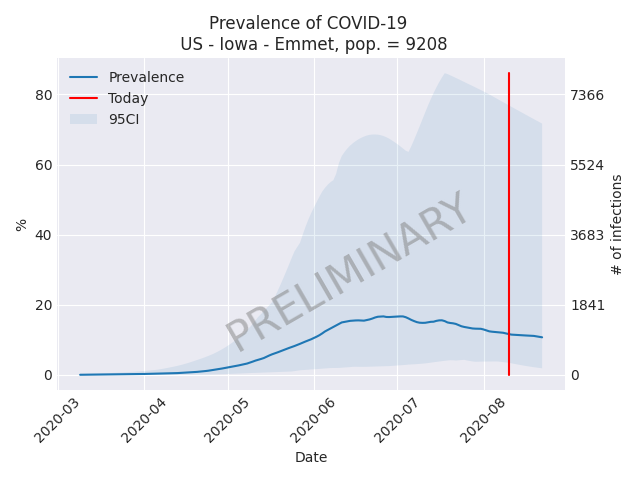 Prevalence of COVID-19
US - Iowa - Emmet, pop. = 9208
Prevalence
Today
95CI
80
60
40
20
0
%
7366
5524
3683
1841
0
# of infections
PRELIMINARY
2020-03
2020-04
2020-05
2020-06
2020-07
2020-08
Date